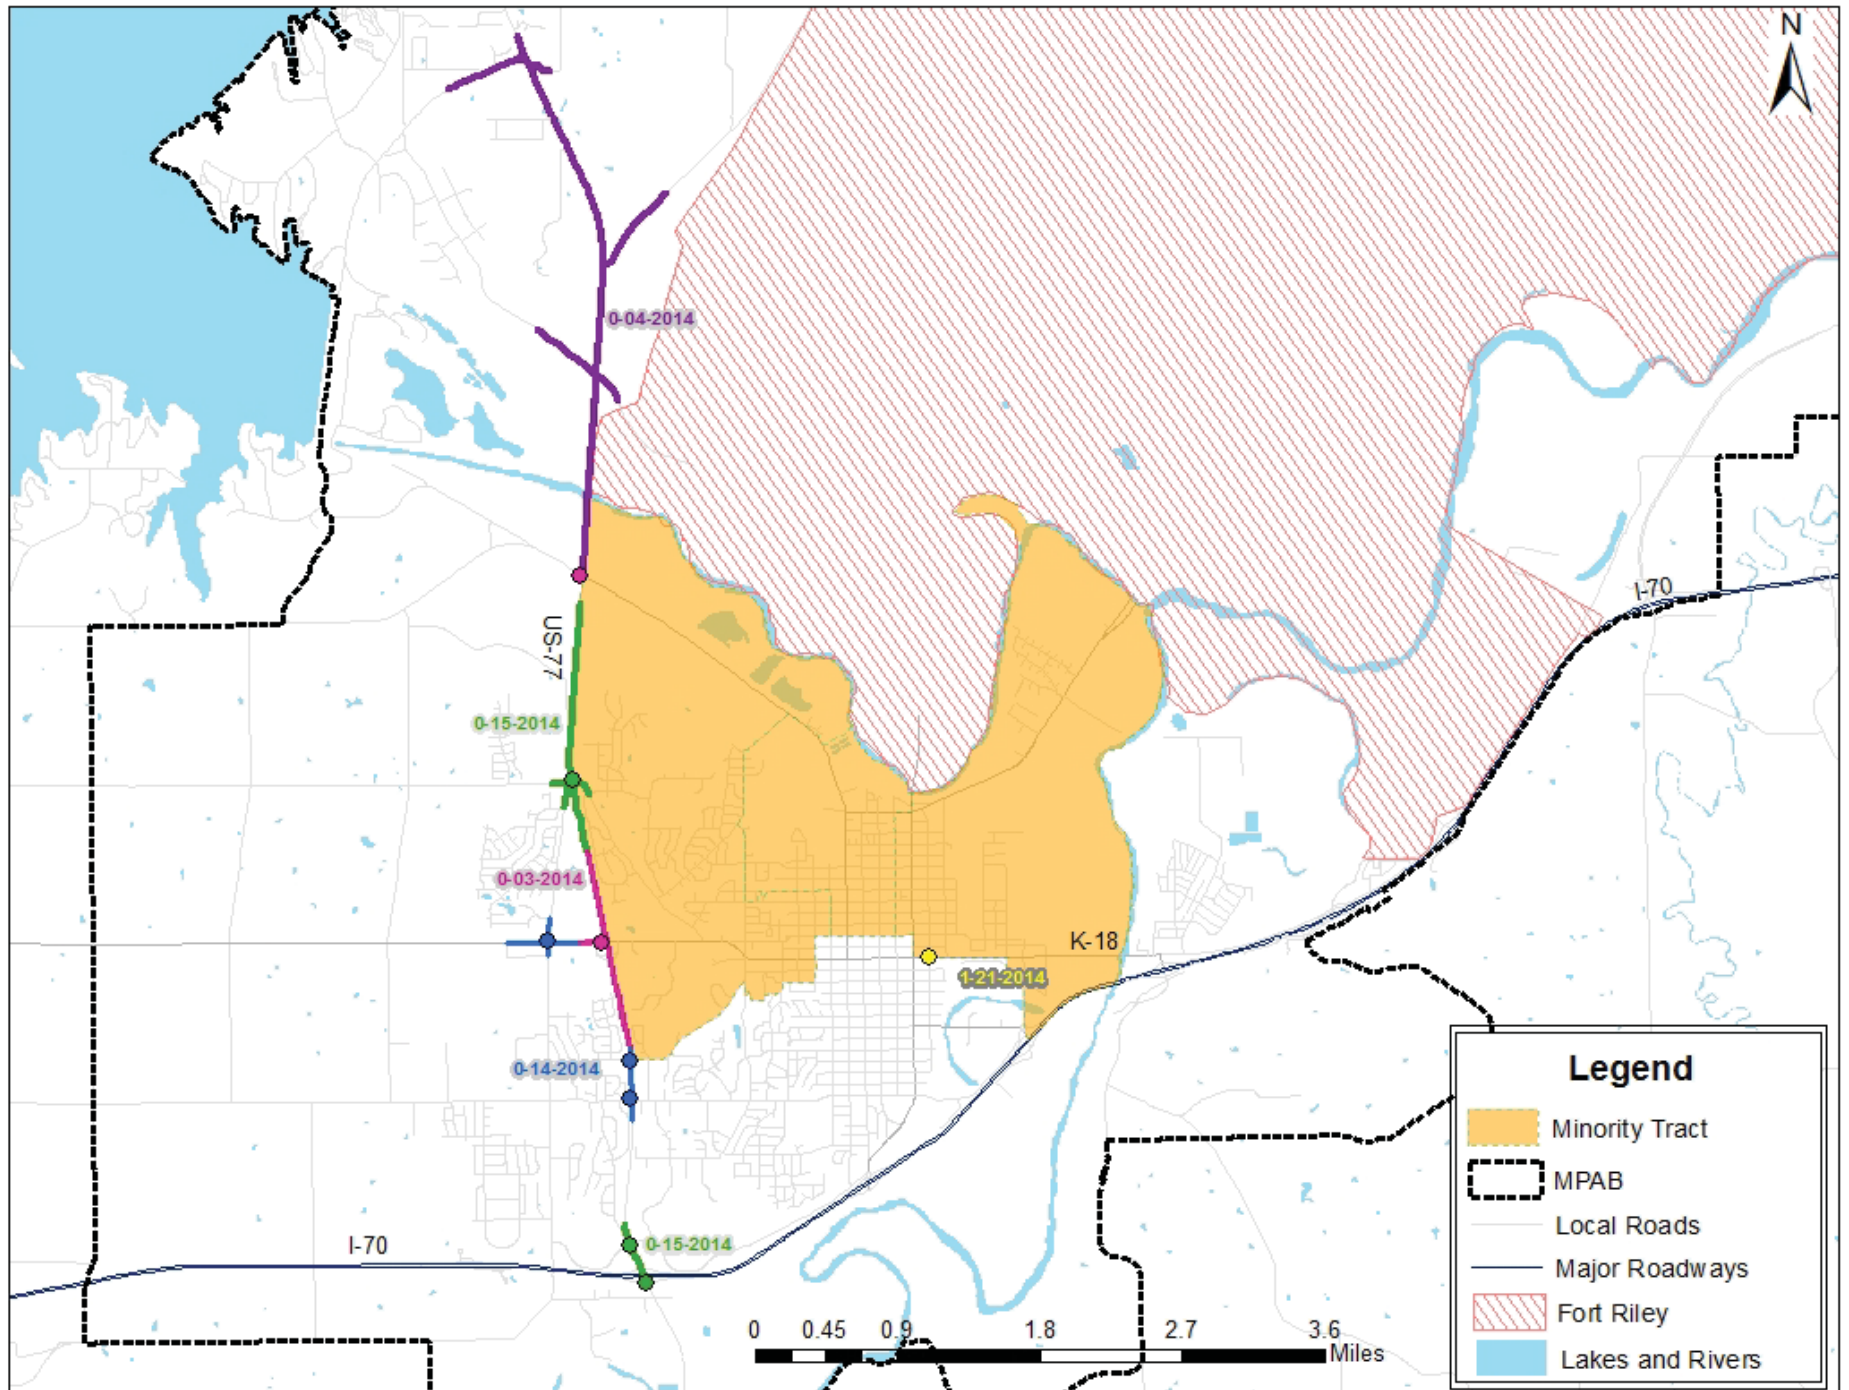 N
0-04-2014
I-70
US-77
0-15-2014
0-03-2014
K-18
1-21-2014
0-14-2014
0-15-2014
I-70
0 0.45 0.9 1.8 2.7 3.6
Miles
Legend
Minority Tract
MPAB
Local Roads
Major Roadways
Fort Riley
Lakes and Rivers